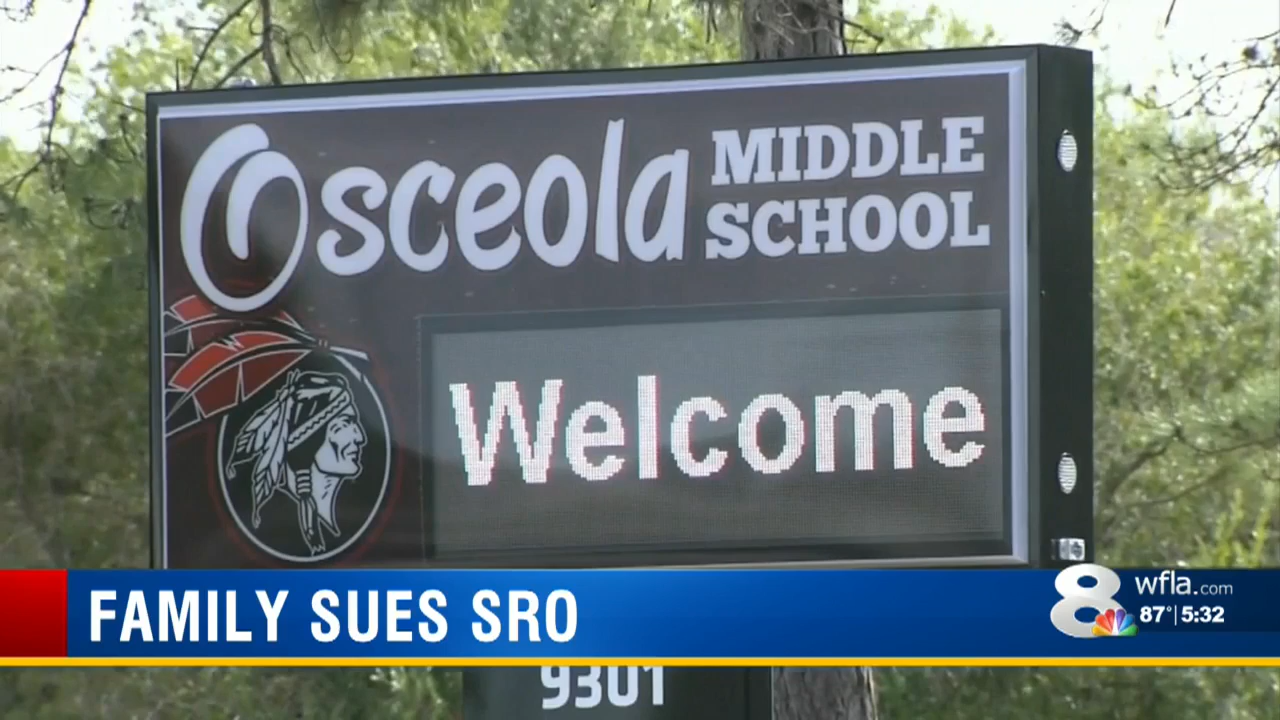 Osceola MIDDLE SCHOOL
Welcome
FAMILY SUES SRO
8 wfla.com
87° | 5:32
9301